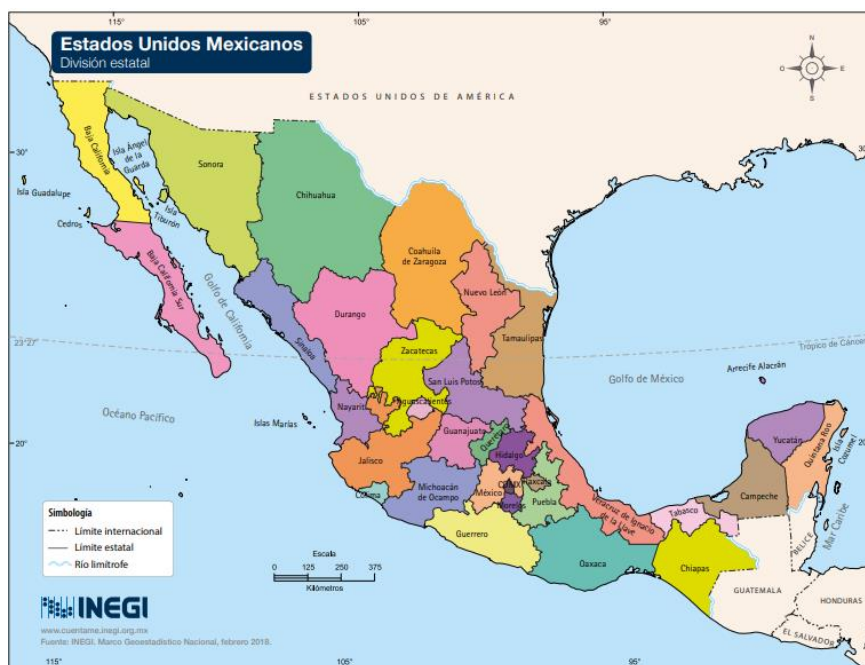 115°
105°
95°
Estados Unidos Mexicanos
División estatal
N
O
E
S
ESTADOS UNIDOS DE AMÉRICA
30°
30
Baja California
Isla Ángel
de la
Guarda
Sonora
Isla Guadalupe
Isla
Tiburón
Chihuahua
Cedros
Coahuila
de Zaragoza
Baja California Sur
Golfo de California
Nuevo León
Durango
Sinaloa
Tamaulipas
23°27'
Trópico de Cáncer
Zacatecas
San Luis Potosí
Golfo de México
Arrecife Alacrán
Aguascalientes
Océano Pacífico
Islas Marías
Nayarit
20°
20
Guanajuato
Querétaro
Hidalgo
Yucatán
Quintana Roo
Isla
Cozumel
Jalisco
Colima
Michoacán
de Ocampo
México
CDMX
Tlaxcala
Morelos
Puebla
Veracruz de Ignacio
de la Llave
Tabasco
Campeche
Mar Caribe
BELICE
Simbología
Límite internacional
Límite estatal
Río limítrofe
Guerrero
Oaxaca
Chiapas
Escala
125 0 125 250 375
Kilómetros
GUATEMALA
HONDURAS
EL SALVADOR
INEGI
www.cuentame.inegi.org.mx
Fuente: INEGI. Marco Geoestadístico Nacional, febrero 2018.
115°
105°
95°